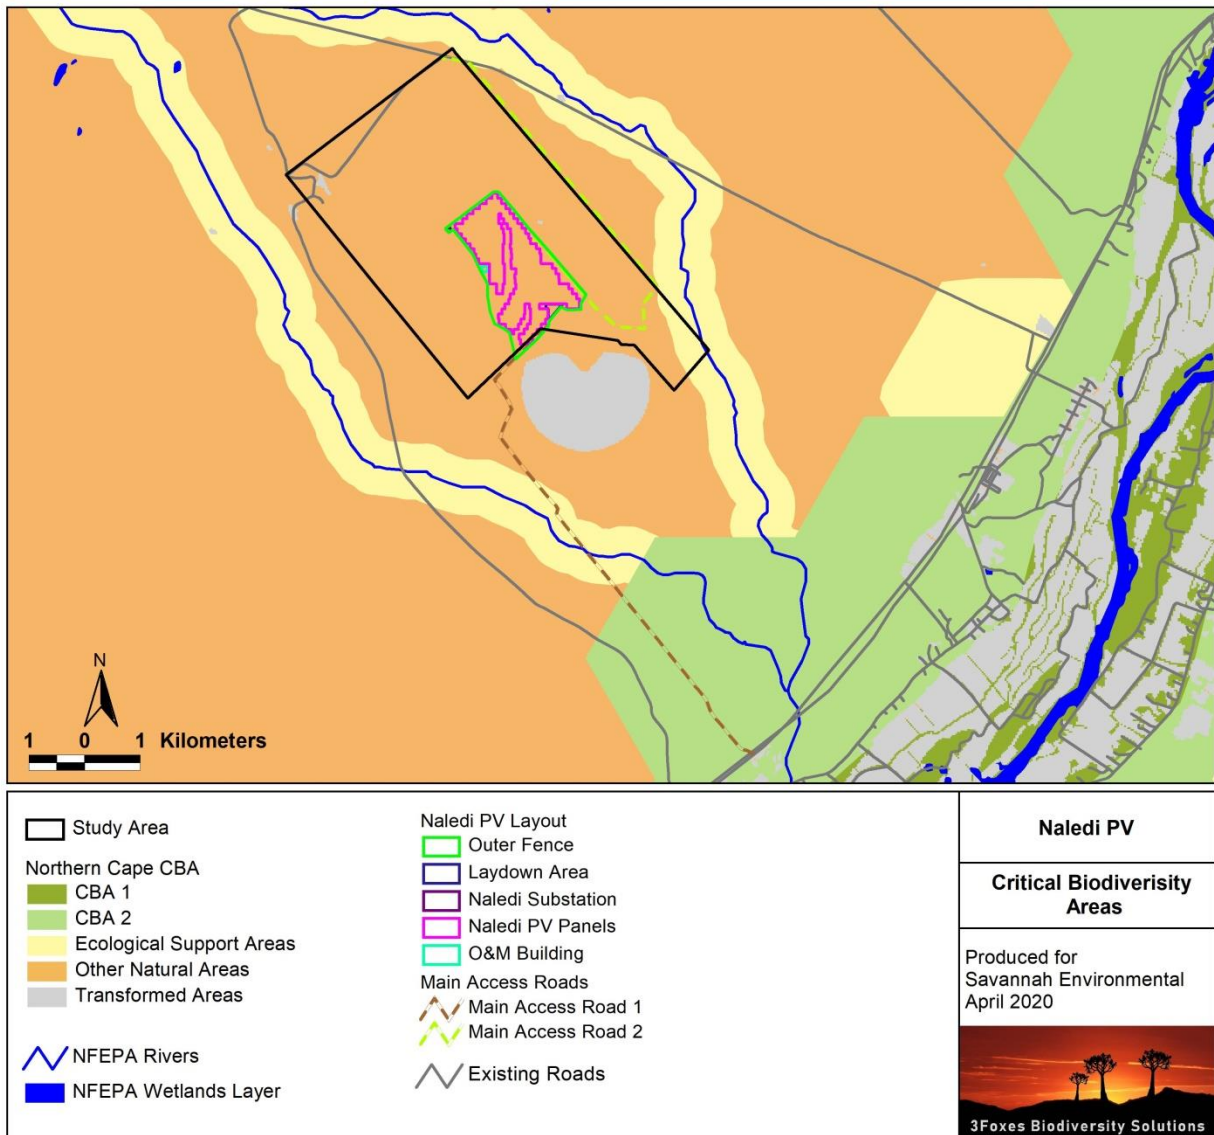 N
1 0 1 Kilometers
Study Area
Northern Cape CBA
CBA 1
CBA 2
Ecological Support Areas
Other Natural Areas
Transformed Areas
NFEPA Rivers
NFEPA Wetlands Layer
Naledi PV Layout
Outer Fence
Laydown Area
Naledi Substation
Naledi PV Panels
O&M Building
Main Access Roads
Main Access Road 1
Main Access Road 2
Existing Roads
Naledi PV
Critical Biodiverisity
Areas
Produced for
Savannah Environmental
April 2020
3Foxes Biodiversity Solutions